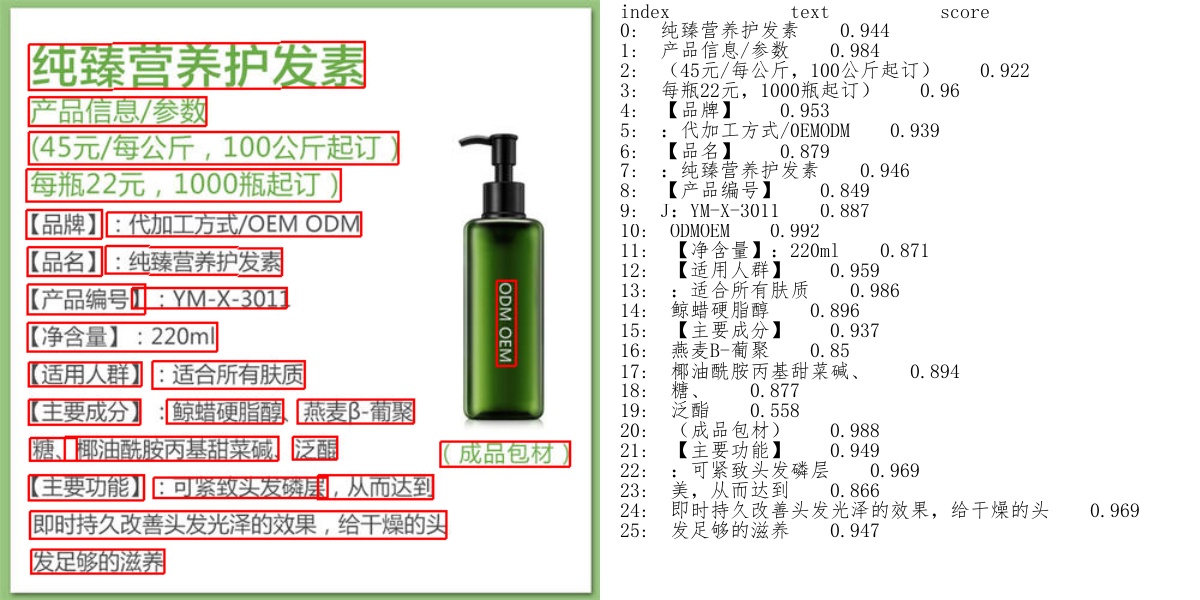 纯臻营养护发素
产品信息/参数
(45元/每公斤，100公斤起订）
每瓶22元，1000瓶起订）
【品牌】：代加工方式/OEM ODM
【品名】：纯臻营养护发素
【产品编号】：YM-X-3011
【净含量】：220ml
【适用人群】：适合所有肤质
【主要成分】：鲸蜡硬脂醇、燕麦β-葡聚
糖、椰油酰胺丙基甜菜碱、泛醌
【主要功能】：可紧致头发磷层，从而达到
即时持久改善头发光泽的效果，给干燥的头
发足够的滋养
ODM OEM
（成品包材）
index text score
0: 纯臻营养护发素 0.944
1: 产品信息/参数 0.984
2: （45元/每公斤，100公斤起订） 0.922
3: 每瓶22元，1000瓶起订） 0.96
4: 【品牌】 0.953
5: ：代加工方式/OEMODM 0.939
6: 【品名】 0.879
7: ：纯臻营养护发素 0.946
8: 【产品编号】 0.849
9: J：YM-X-3011 0.887
10: ODMOEM 0.992
11: 【净含量】：220ml 0.871
12: 【适用人群】 0.959
13: ：适合所有肤质 0.986
14: 鲸蜡硬脂醇 0.896
15: 【主要成分】 0.937
16: 燕麦B-葡聚 0.85
17: 椰油酰胺丙基甜菜碱、 0.894
18: 糖、 0.877
19: 泛酯 0.558
20: （成品包材） 0.988
21: 【主要功能】 0.949
22: ：可紧致头发磷层 0.969
23: 美，从而达到 0.866
24: 即时持久改善头发光泽的效果，给干燥的头 0.969
25: 发足够的滋养 0.947